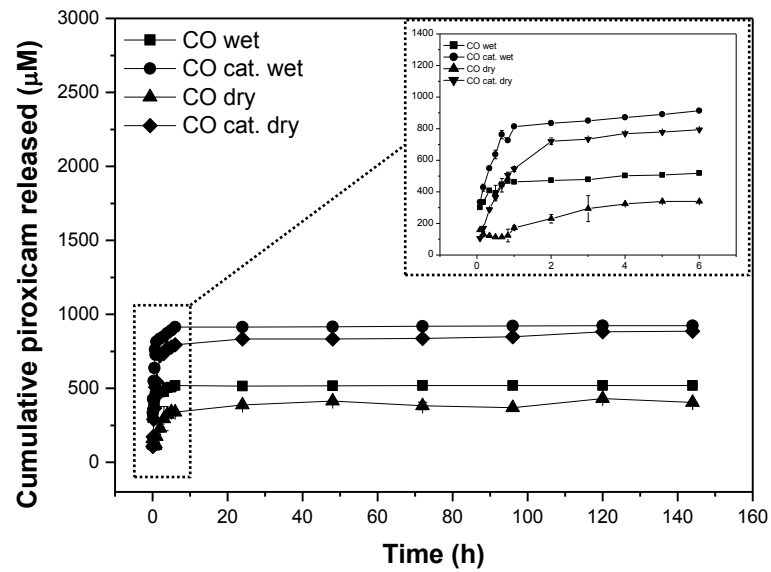 Cumulative piroxicam released (μM)
3000
2500
2000
1500
1000
500
0
CO wet
CO cat. wet
CO dry
CO cat. dry
1400
1200
1000
800
600
400
200
0
CO wet
CO cat. wet
CO dry
CO cat. dry
0 2 4 6
0 20 40 60 80 100 120 140 160
Time (h)